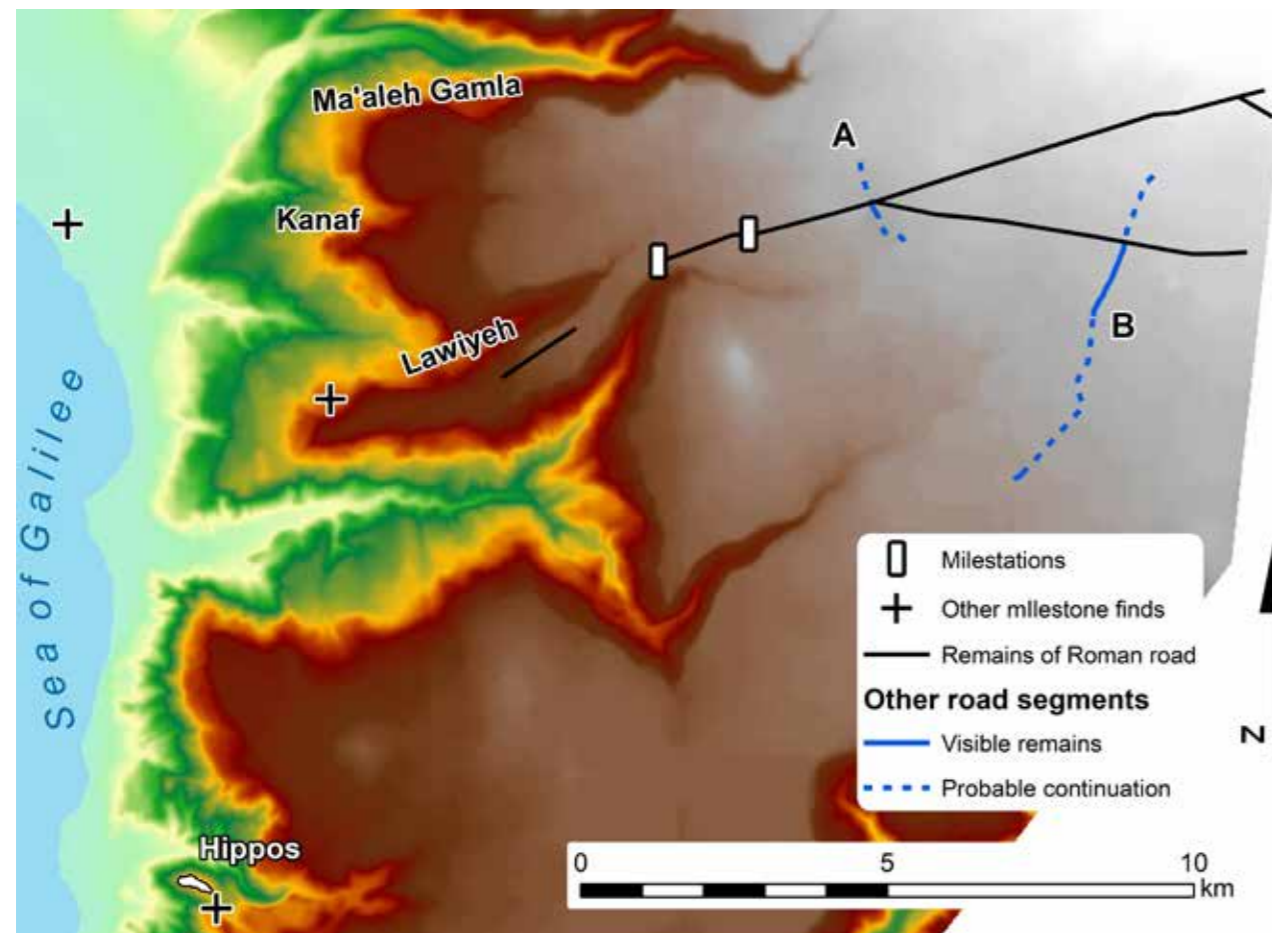 Ma'aleh Gamla
A
Kanaf
Lawiyeh
B
Sea of Galilee
Milestations
Other mllestone finds
Remains of Roman road
Other road segments
Visible remains
Probable continuation
N
Hippos
0 5 10
km